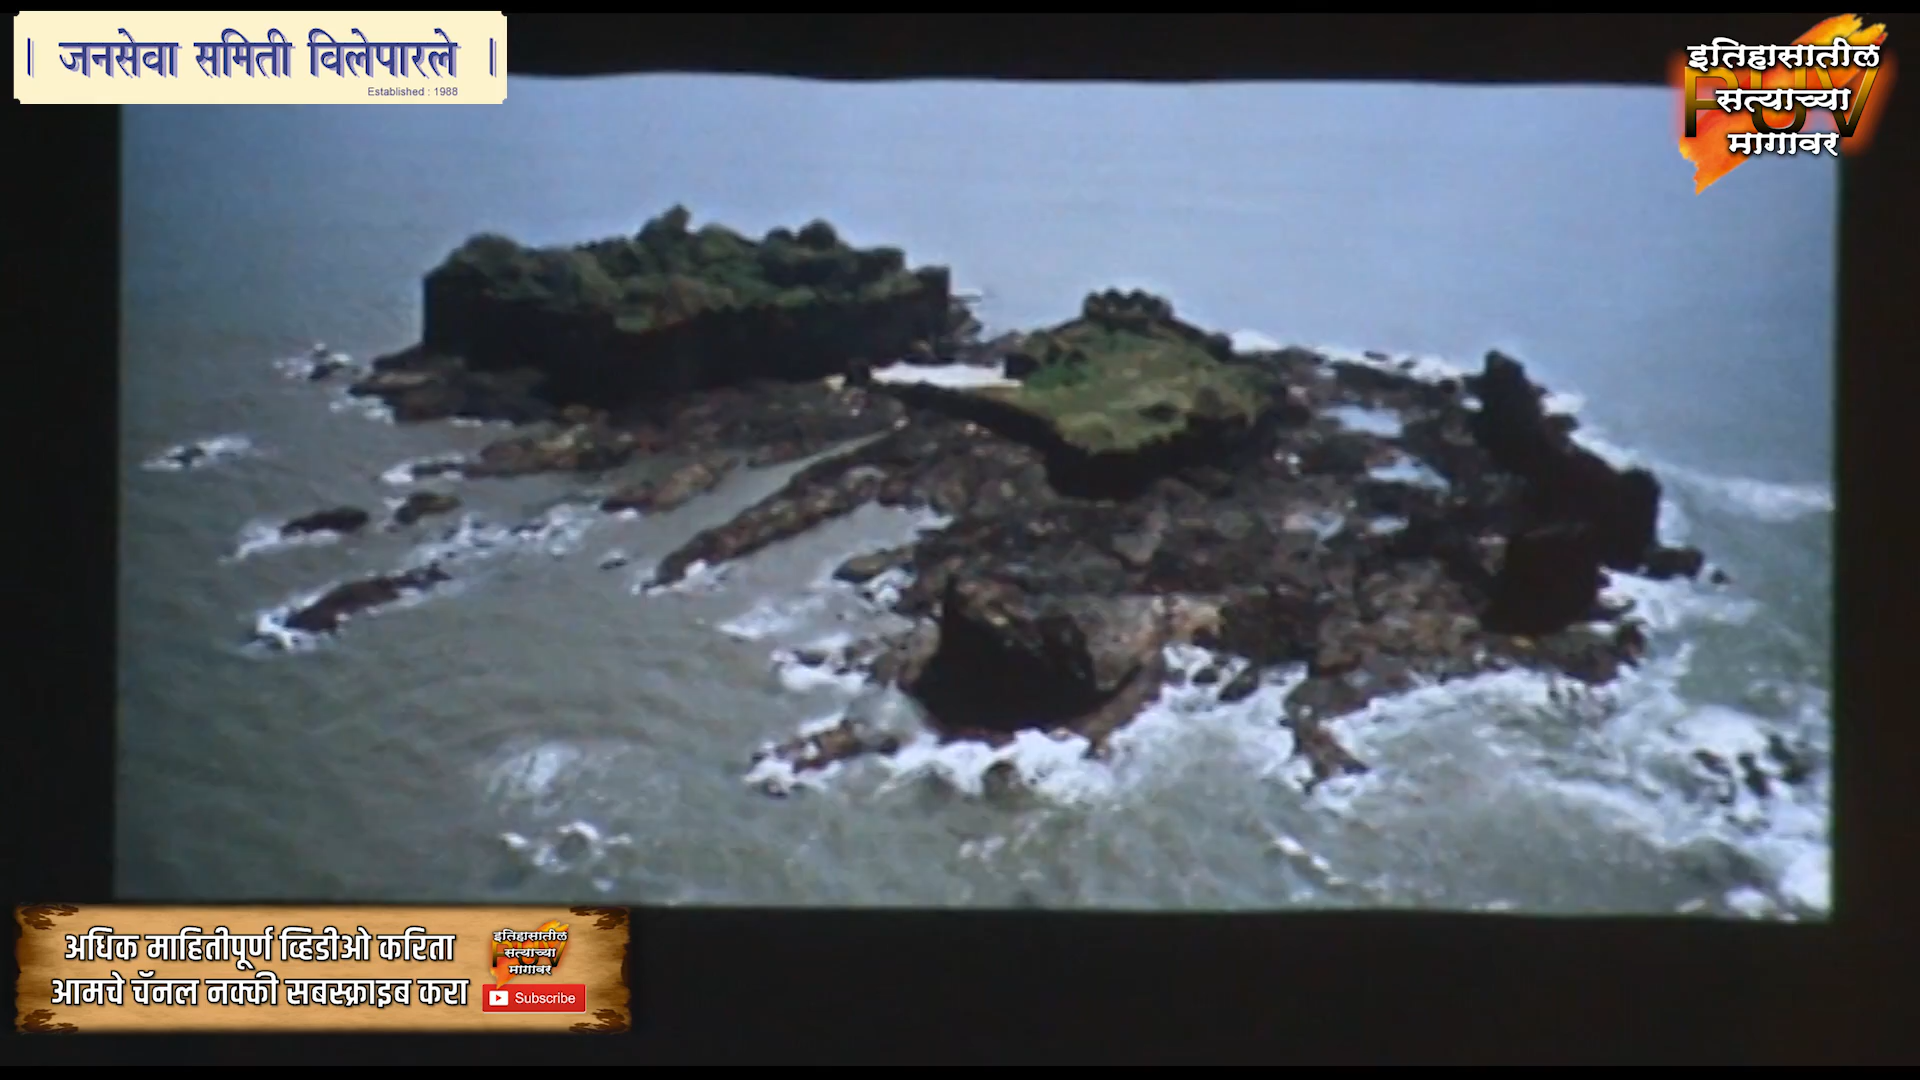 जनसेवा समिती विलेपारले
Established : 1988
इतिहासातील
सत्याच्या
मागावर
अधिक माहितीपूर्ण व्हिडीओ करिता
आमचे चॅनल नक्की सबस्क्राइब करा
इतिहासातील
सत्याच्या
मागावर
Subscribe